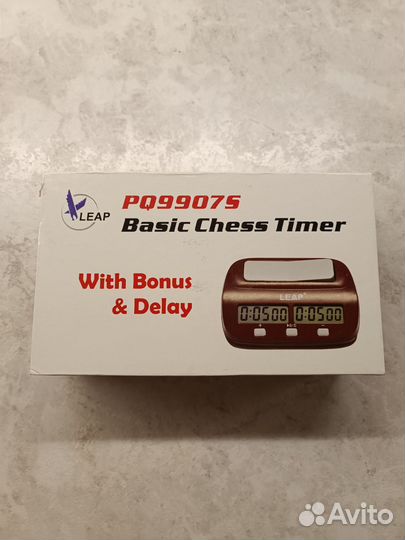 LEAP
PQ9907S
Basic Chess Timer
With Bonus
& Delay
LEAP
0:05 00 0:05 00
+ –
Avito